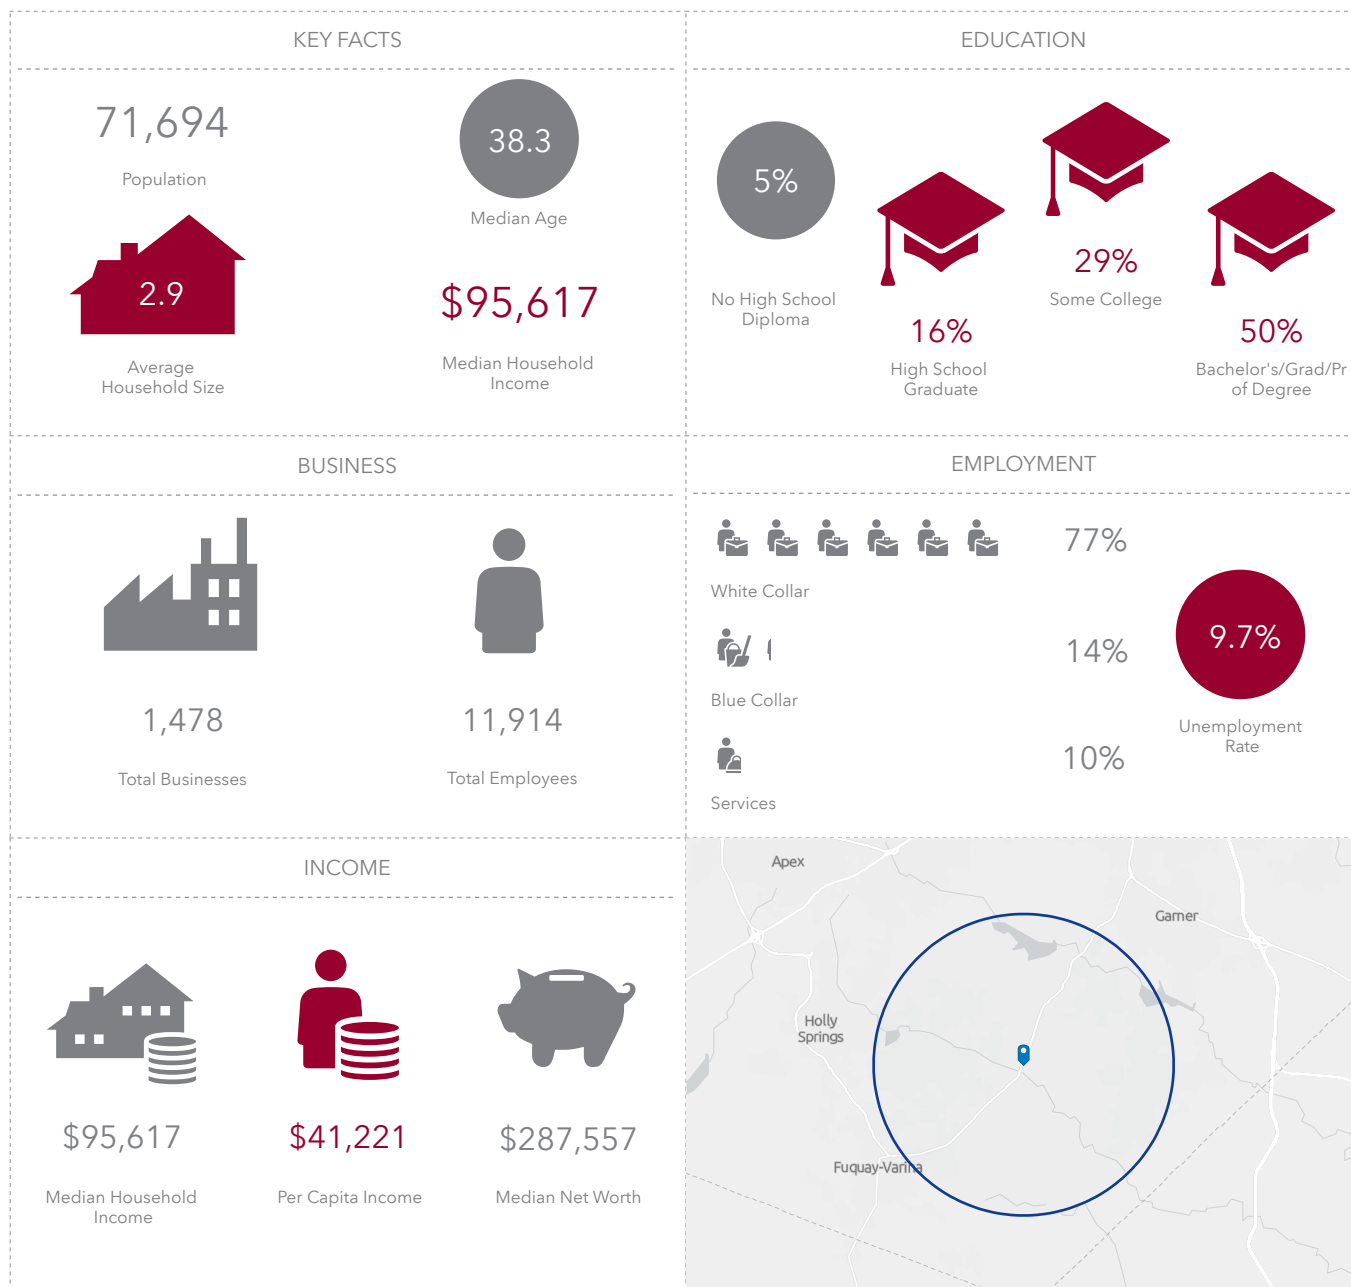 KEY FACTS
71,694
Population
38.3
Median Age
2.9
Average
Household Size
$95,617
Median Household
Income
EDUCATION
5%
No High School
Diploma
16%
High School
Graduate
29%
Some College
50%
Bachelor's/Grad/Pr
of Degree
BUSINESS
1,478
Total Businesses
11,914
Total Employees
EMPLOYMENT
77%
White Collar
14%
Blue Collar
10%
Services
9.7%
Unemployment
Rate
INCOME
$95,617
Median Household
Income
$41,221
Per Capita Income
$287,557
Median Net Worth
Apex
Garner
Holly
Springs
Fuquay-Varina